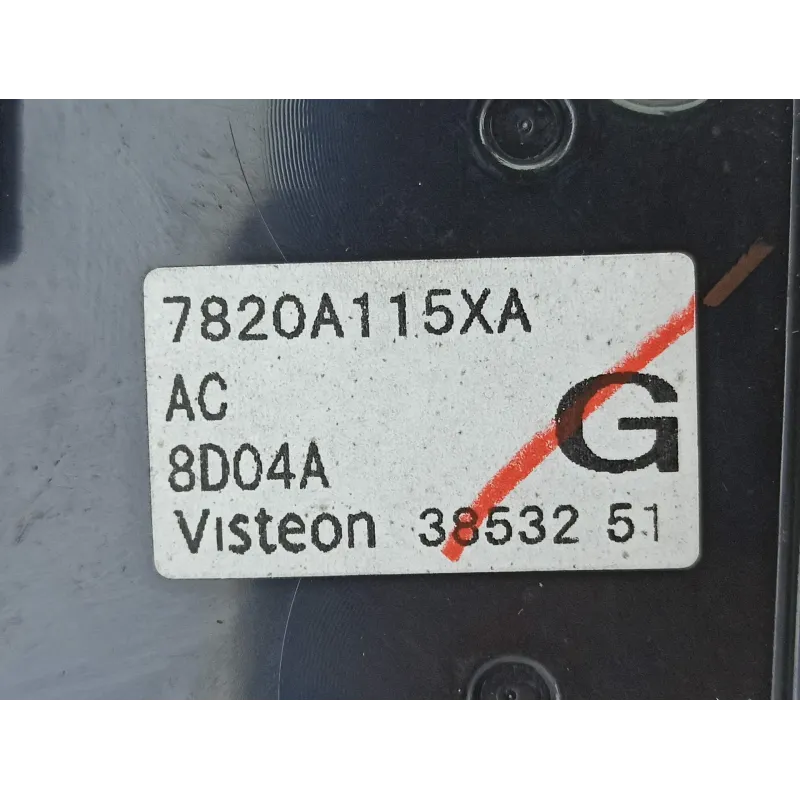 7820A115XA
AC
G
8D04A
Visteon 38532 51